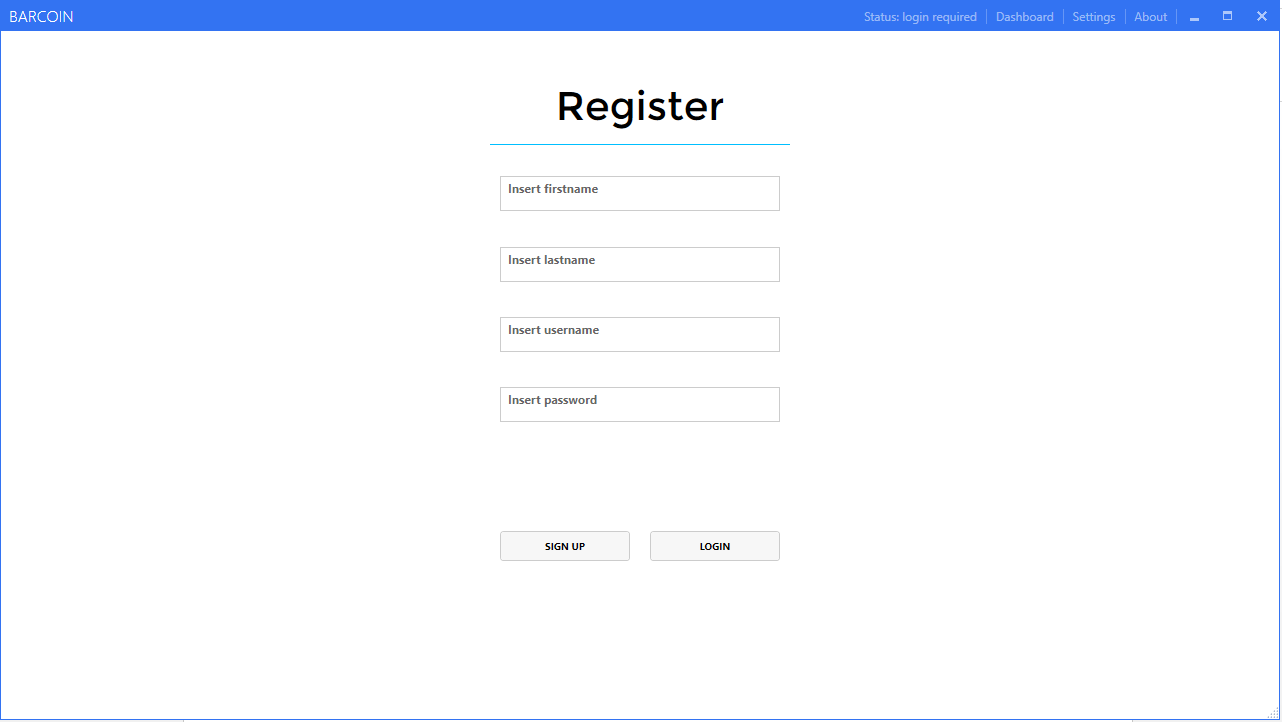 BARCOIN Status: login required Dashboard Settings About
Register
Insert firstname
Insert lastname
Insert username
Insert password
SIGN UP LOGIN